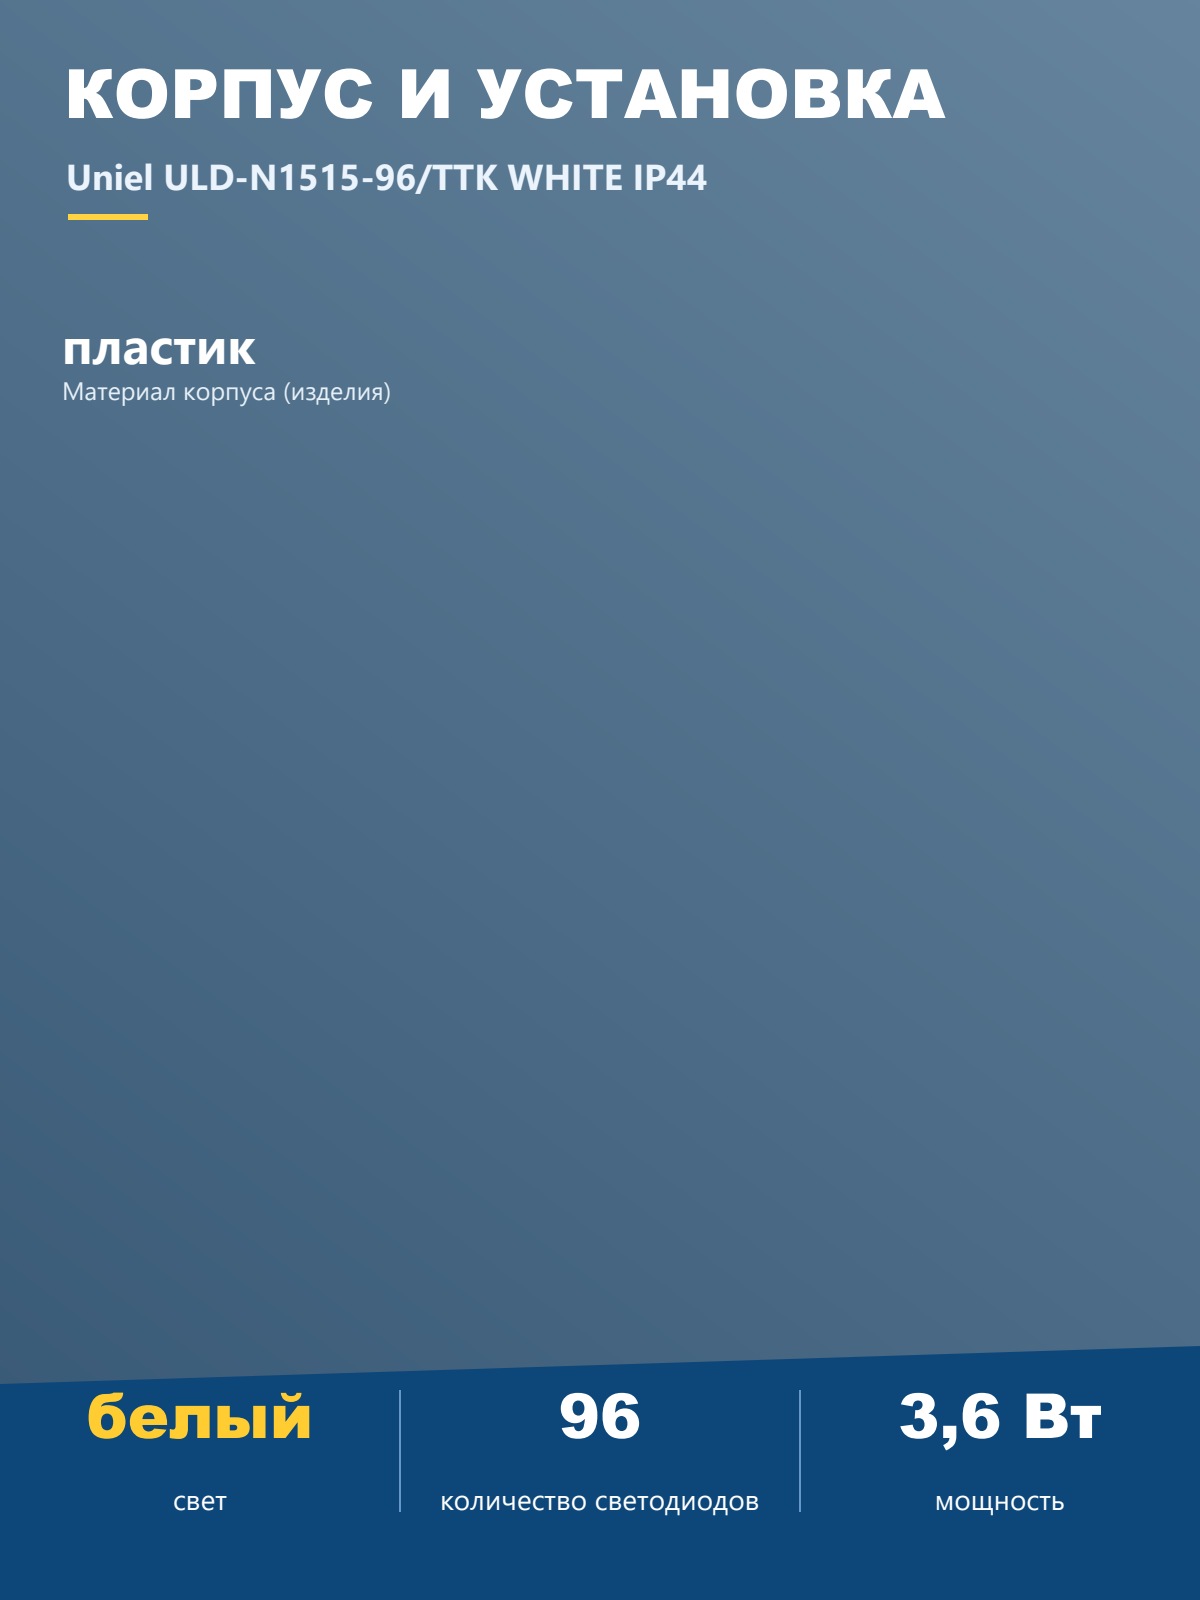 КОРПУС И УСТАНОВКА
Uniel ULD-N1515-96/TTK WHITE IP44
пластик
Материал корпуса (изделия)
белый
свет
96
количество светодиодов
3,6 Вт
мощность